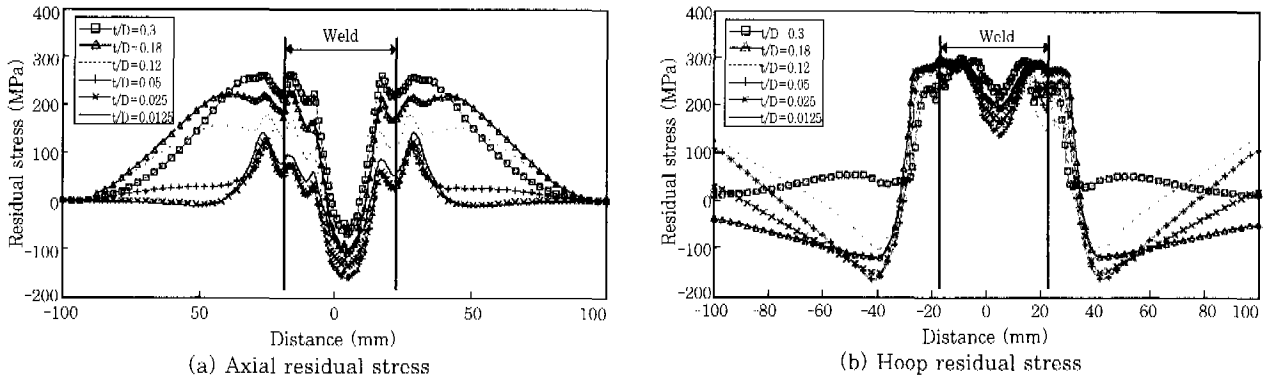 400
300
200
100
0
-100
-200
Residual stress (MPa)
t/D=0.3
t/D=0.18
t/D=0.12
t/D=0.05
t/D=0.025
t/D=0.0125
Weld
-100
50
0
50
100
Distance (mm)
(a) Axial residual stress
400
300
200
100
0
-100
-200
Residual stress (MPa)
t/D 0.3
t/D 0.18
t/D 0.12
t/D=0.05
t/D=0.025
t/D=0.0125
Weld
-100
-80
-60
-40
-20
0
20
40
60
80
100
Distance (mm)
(b) Hoop residual stress